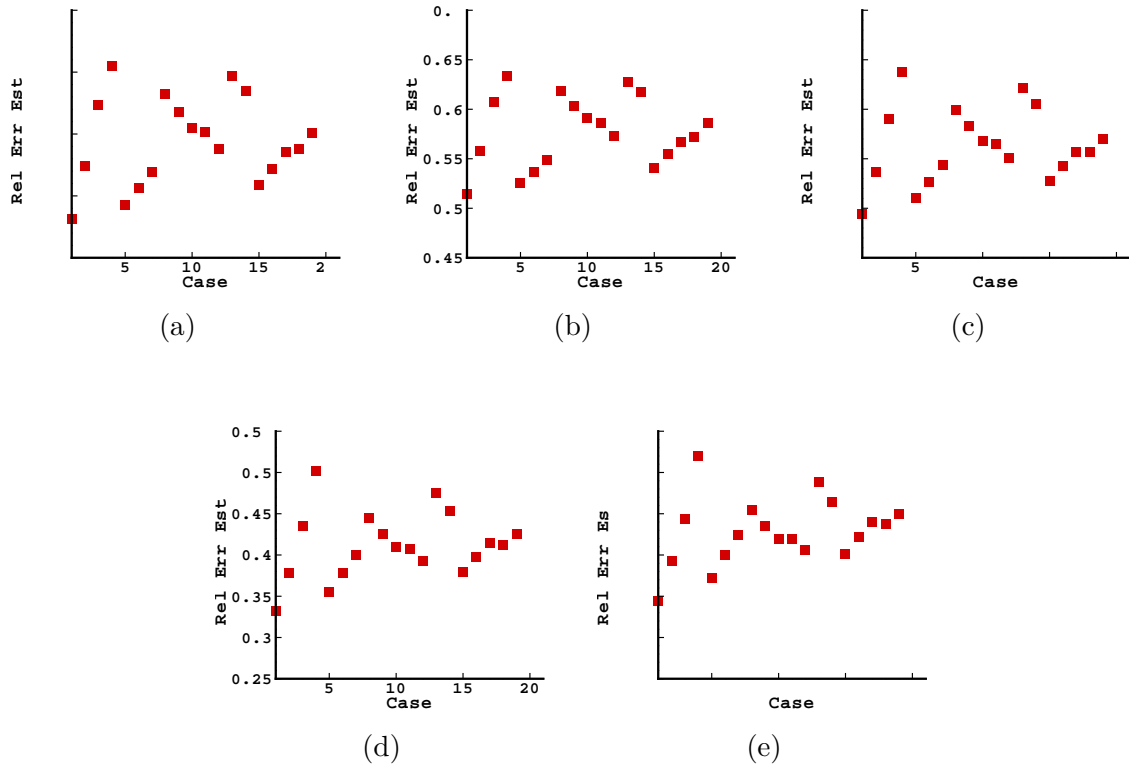 Rel Err Est
5 10 15 2
Case
(a)
0.
0.65
0.6
0.55
0.5
0.45
Rel Err Est
5 10 15 20
Case
(b)
Rel Err Est
5
Case
(c)
0.5
0.5
0.45
0.4
0.35
0.3
0.25
Rel Err Est
5 10 15 20
Case
(d)
Rel Err Es
Case
(e)